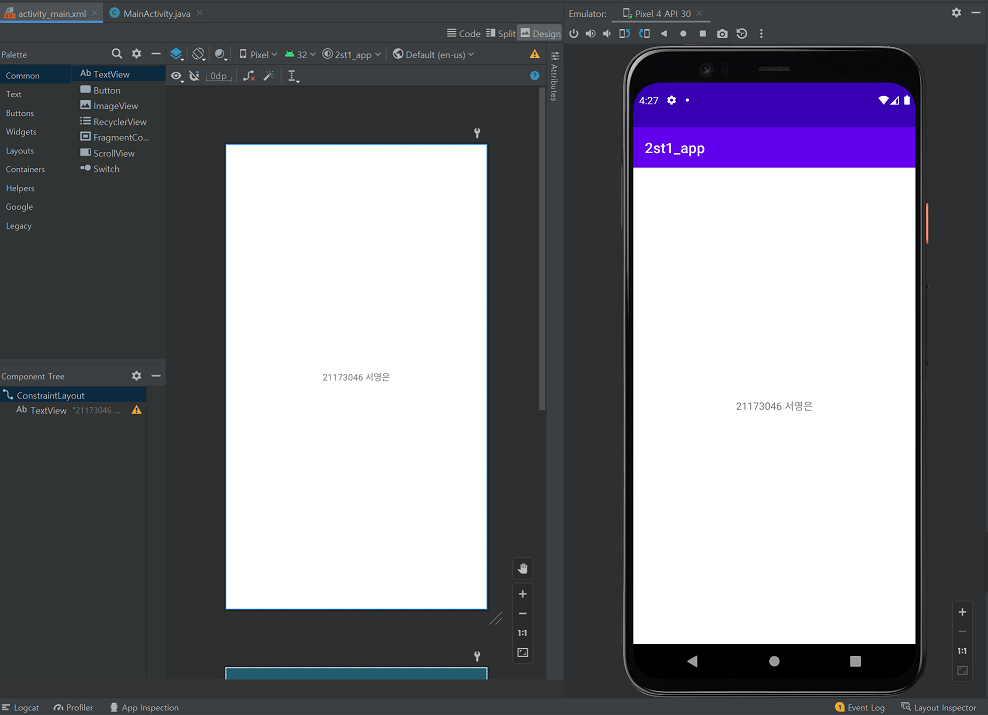 activity_main.xml
MainActivity.java
Emulator:
Pixel 4 API 30
Code
Split
Design
Palette
Pixel
32
2st1_app
Default (en-us)
Common
Text
Buttons
Widgets
Layouts
Containers
Helpers
Google
Legacy
Ab TextView
Button
ImageView
RecyclerView
FragmentCo...
ScrollView
Switch
0dp
Attributes
21173046 서영은
1:1
Component Tree
ConstraintLayout
Ab TextView "21173046 ...
4:27
2st1_app
21173046 서영은
1:1
Logcat
Profiler
App Inspection
1 Event Log
Layout Inspector